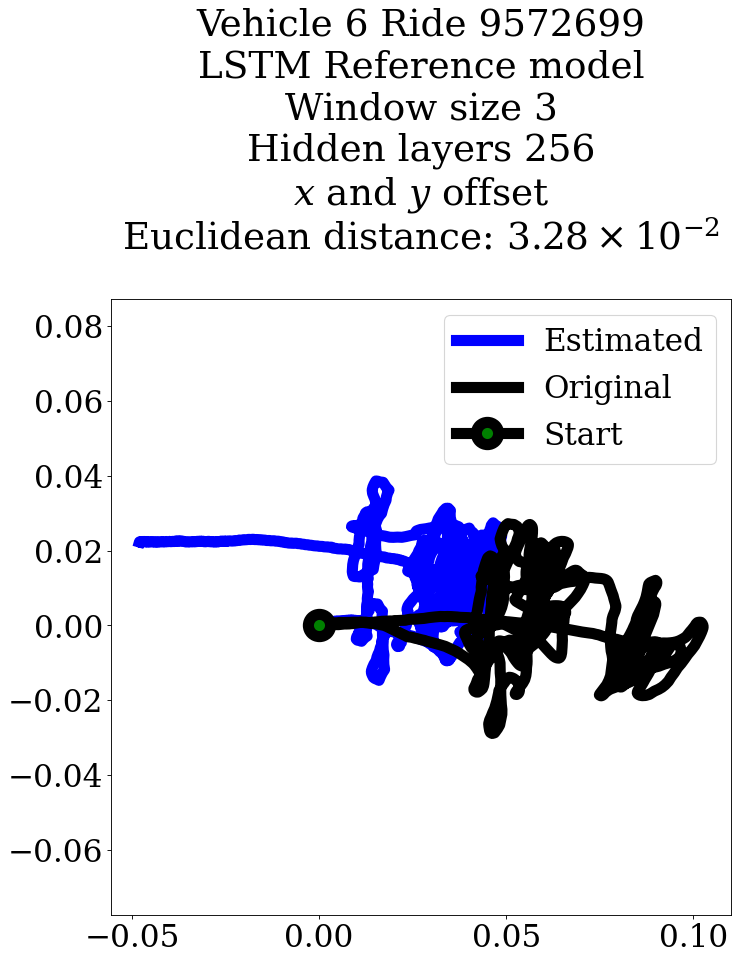 Vehicle 6 Ride 9572699
LSTM Reference model
Window size 3
Hidden layers 256
x and y offset
Euclidean distance: 3.28 × 10⁻²
Estimated
Original
Start
0.08
0.06
0.04
0.02
0.00
−0.02
−0.04
−0.06
−0.05 0.00 0.05 0.10